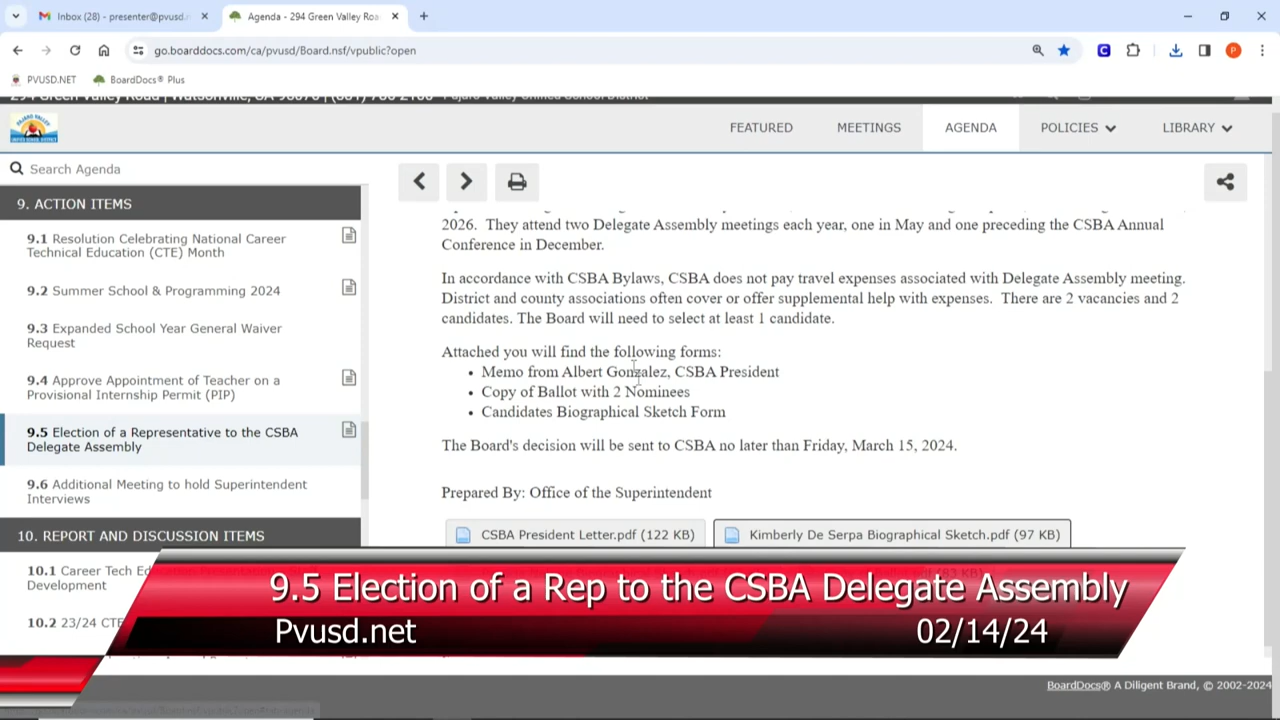 Inbox (28) - presenter@pvusd.n
Agenda - 294 Green Valley Roa
go.boarddocs.com/ca/pvusd/Board.nsf/vpublic?open
PVUSD.NET
BoardDocs® Plus
FEATURED
MEETINGS
AGENDA
POLICIES
LIBRARY
Search Agenda
9. ACTION ITEMS
9.1 Resolution Celebrating National Career
Technical Education (CTE) Month
9.2 Summer School & Programming 2024
9.3 Expanded School Year General Waiver
Request
9.4 Approve Appointment of Teacher on a
Provisional Internship Permit (PIP)
9.5 Election of a Representative to the CSBA
Delegate Assembly
9.6 Additional Meeting to hold Superintendent
Interviews
10. REPORT AND DISCUSSION ITEMS
10.1 Career Tech
Development
10.2 23/24 CTE
2026. They attend two Delegate Assembly meetings each year, one in May and one preceding the CSBA Annual
Conference in December.
In accordance with CSBA Bylaws, CSBA does not pay travel expenses associated with Delegate Assembly meeting.
District and county associations often cover or offer supplemental help with expenses. There are 2 vacancies and 2
candidates. The Board will need to select at least 1 candidate.
Attached you will find the following forms:
• Memo from Albert Gonzalez, CSBA President
• Copy of Ballot with 2 Nominees
• Candidates Biographical Sketch Form
The Board's decision will be sent to CSBA no later than Friday, March 15, 2024.
Prepared By: Office of the Superintendent
CSBA President Letter.pdf (122 KB)
Kimberly De Serpa Biographical Sketch.pdf (97 KB)
9.5 Election of a Rep to the CSBA Delegate Assembly
Pvusd.net
02/14/24
BoardDocs® A Diligent Brand, © 2002-2024